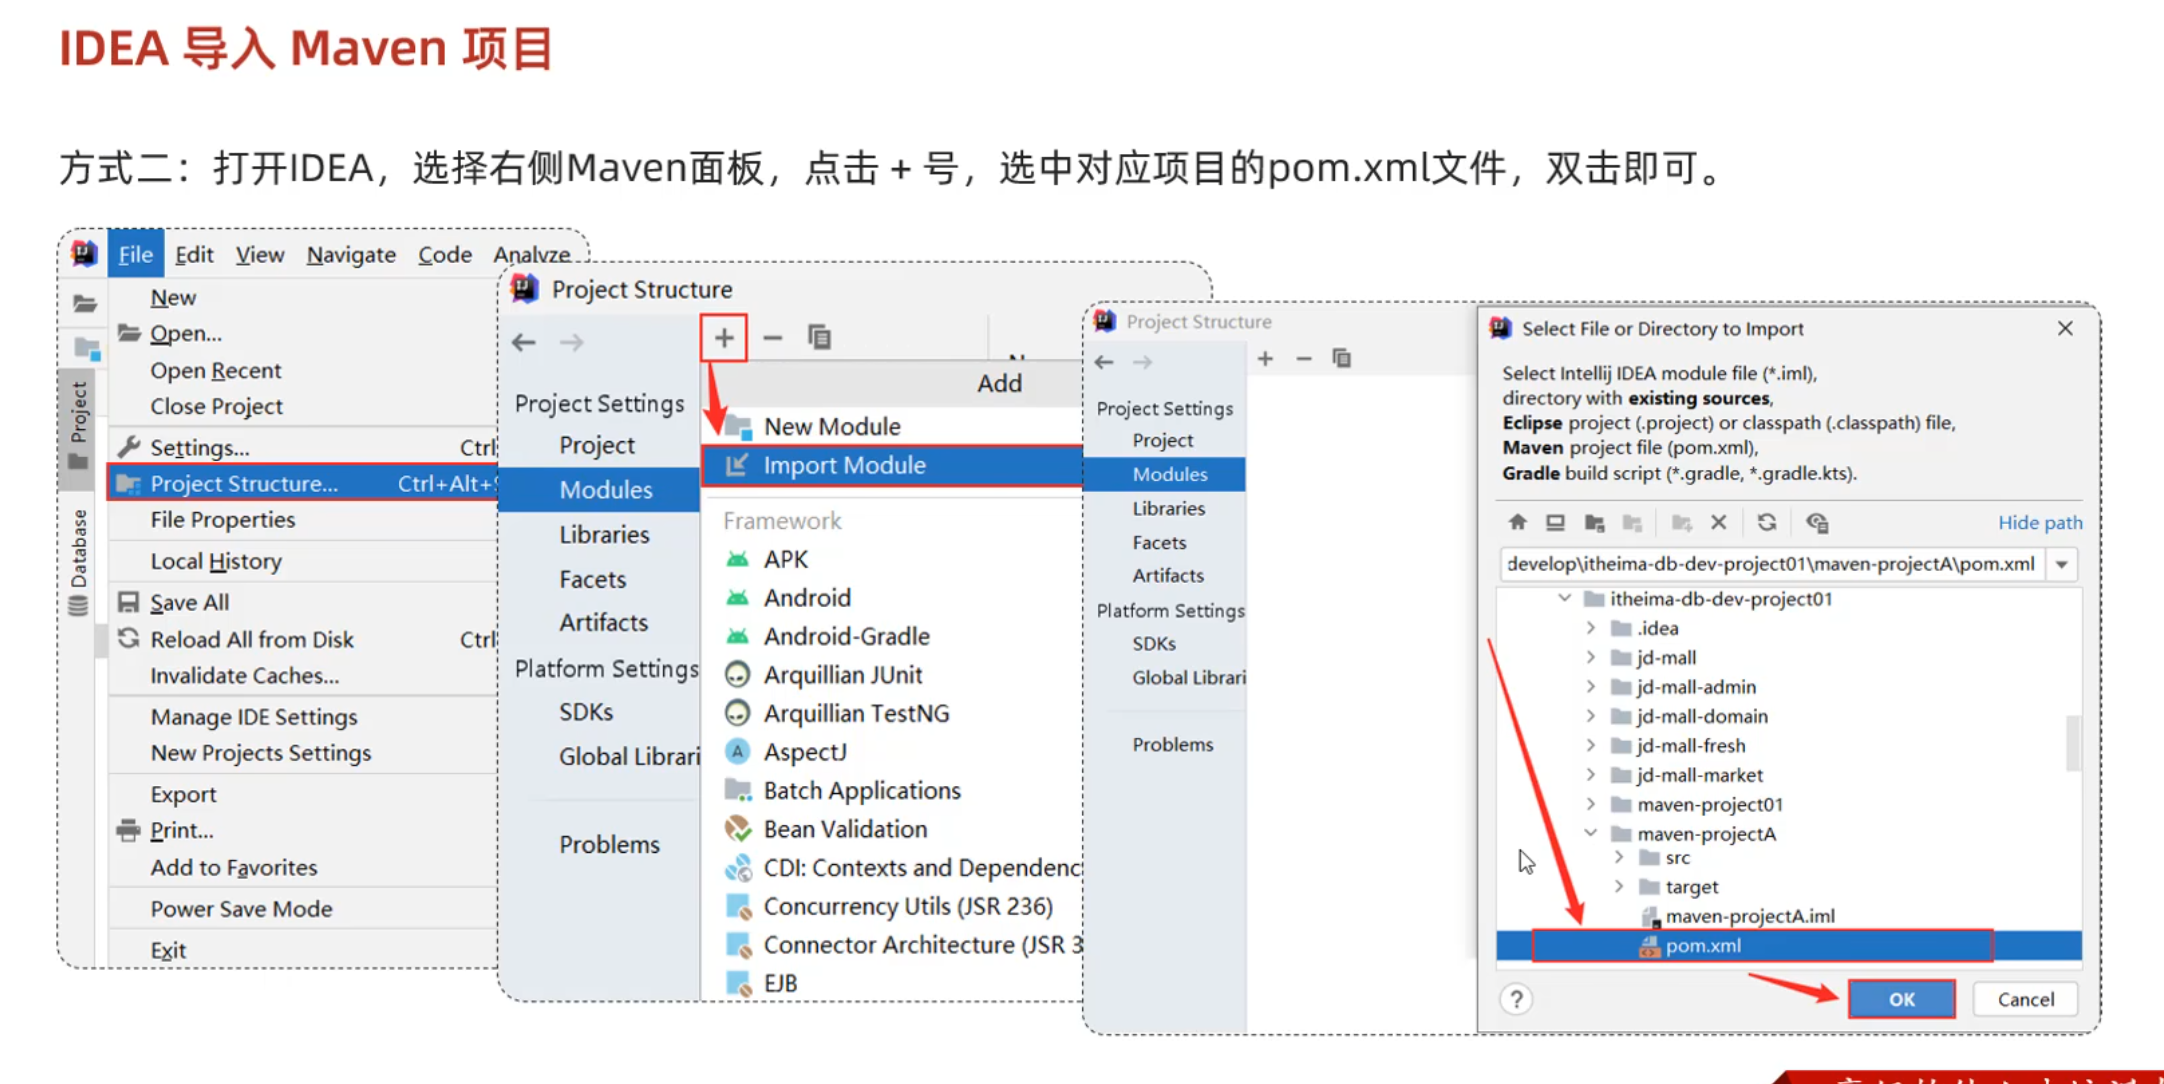 IDEA 导入 Maven 项目
方式二：打开IDEA，选择右侧Maven面板，点击 + 号，选中对应项目的pom.xml文件，双击即可。
File Edit View Navigate Code Analyze
New
Open...
Open Recent
Close Project
Settings... Ctrl
Project Structure... Ctrl+Alt+S
File Properties
Local History
Save All
Reload All from Disk Ctrl
Invalidate Caches...
Manage IDE Settings
New Projects Settings
Export
Print...
Add to Favorites
Power Save Mode
Exit
Project
Database
Project Structure
Add
Project Settings
Project
Modules
Libraries
Facets
Artifacts
Platform Settings
SDKs
Global Librari
Problems
New Module
Import Module
Framework
APK
Android
Android-Gradle
Arquillian JUnit
Arquillian TestNG
AspectJ
Batch Applications
Bean Validation
CDI: Contexts and Dependenc
Concurrency Utils (JSR 236)
Connector Architecture (JSR 3
EJB
Project Structure
Project Settings
Project
Modules
Libraries
Facets
Artifacts
Platform Settings
SDKs
Global Librari
Problems
Select File or Directory to Import
Select Intellij IDEA module file (*.iml),
directory with existing sources,
Eclipse project (.project) or classpath (.classpath) file,
Maven project file (pom.xml),
Gradle build script (*.gradle, *.gradle.kts).
Hide path
develop\itheima-db-dev-project01\maven-projectA\pom.xml
itheima-db-dev-project01
.idea
jd-mall
jd-mall-admin
jd-mall-domain
jd-mall-fresh
jd-mall-market
maven-project01
maven-projectA
src
target
maven-projectA.iml
pom.xml
? OK Cancel